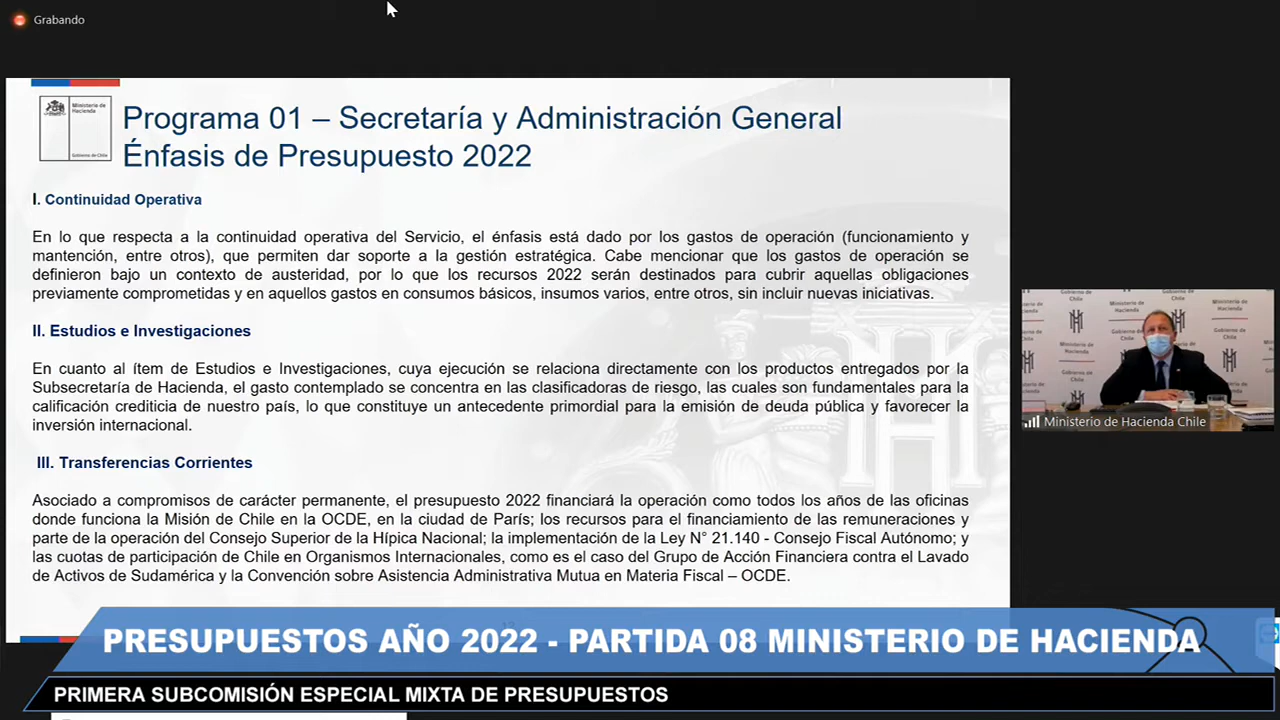 Grabando
Ministerio de
Hacienda
Gobierno de Chile
Programa 01 – Secretaría y Administración General
Énfasis de Presupuesto 2022
I. Continuidad Operativa
En lo que respecta a la continuidad operativa del Servicio, el énfasis está dado por los gastos de operación (funcionamiento y
mantención, entre otros), que permiten dar soporte a la gestión estratégica. Cabe mencionar que los gastos de operación se
definieron bajo un contexto de austeridad, por lo que los recursos 2022 serán destinados para cubrir aquellas obligaciones
previamente comprometidas y en aquellos gastos en consumos básicos, insumos varios, entre otros, sin incluir nuevas iniciativas.
II. Estudios e Investigaciones
En cuanto al ítem de Estudios e Investigaciones, cuya ejecución se relaciona directamente con los productos entregados por la
Subsecretaría de Hacienda, el gasto contemplado se concentra en las clasificadoras de riesgo, las cuales son fundamentales para la
calificación crediticia de nuestro país, lo que constituye un antecedente primordial para la emisión de deuda pública y favorecer la
inversión internacional.
III. Transferencias Corrientes
Asociado a compromisos de carácter permanente, el presupuesto 2022 financiará la operación como todos los años de las oficinas
donde funciona la Misión de Chile en la OCDE, en la ciudad de París; los recursos para el financiamiento de las remuneraciones y
parte de la operación del Consejo Superior de la Hípica Nacional; la implementación de la Ley N° 21.140 - Consejo Fiscal Autónomo; y
las cuotas de participación de Chile en Organismos Internacionales, como es el caso del Grupo de Acción Financiera contra el Lavado
de Activos de Sudamérica y la Convención sobre Asistencia Administrativa Mutua en Materia Fiscal – OCDE.
Ministerio de Hacienda Chile
PRESUPUESTOS AÑO 2022 - PARTIDA 08 MINISTERIO DE HACIENDA
PRIMERA SUBCOMISIÓN ESPECIAL MIXTA DE PRESUPUESTOS